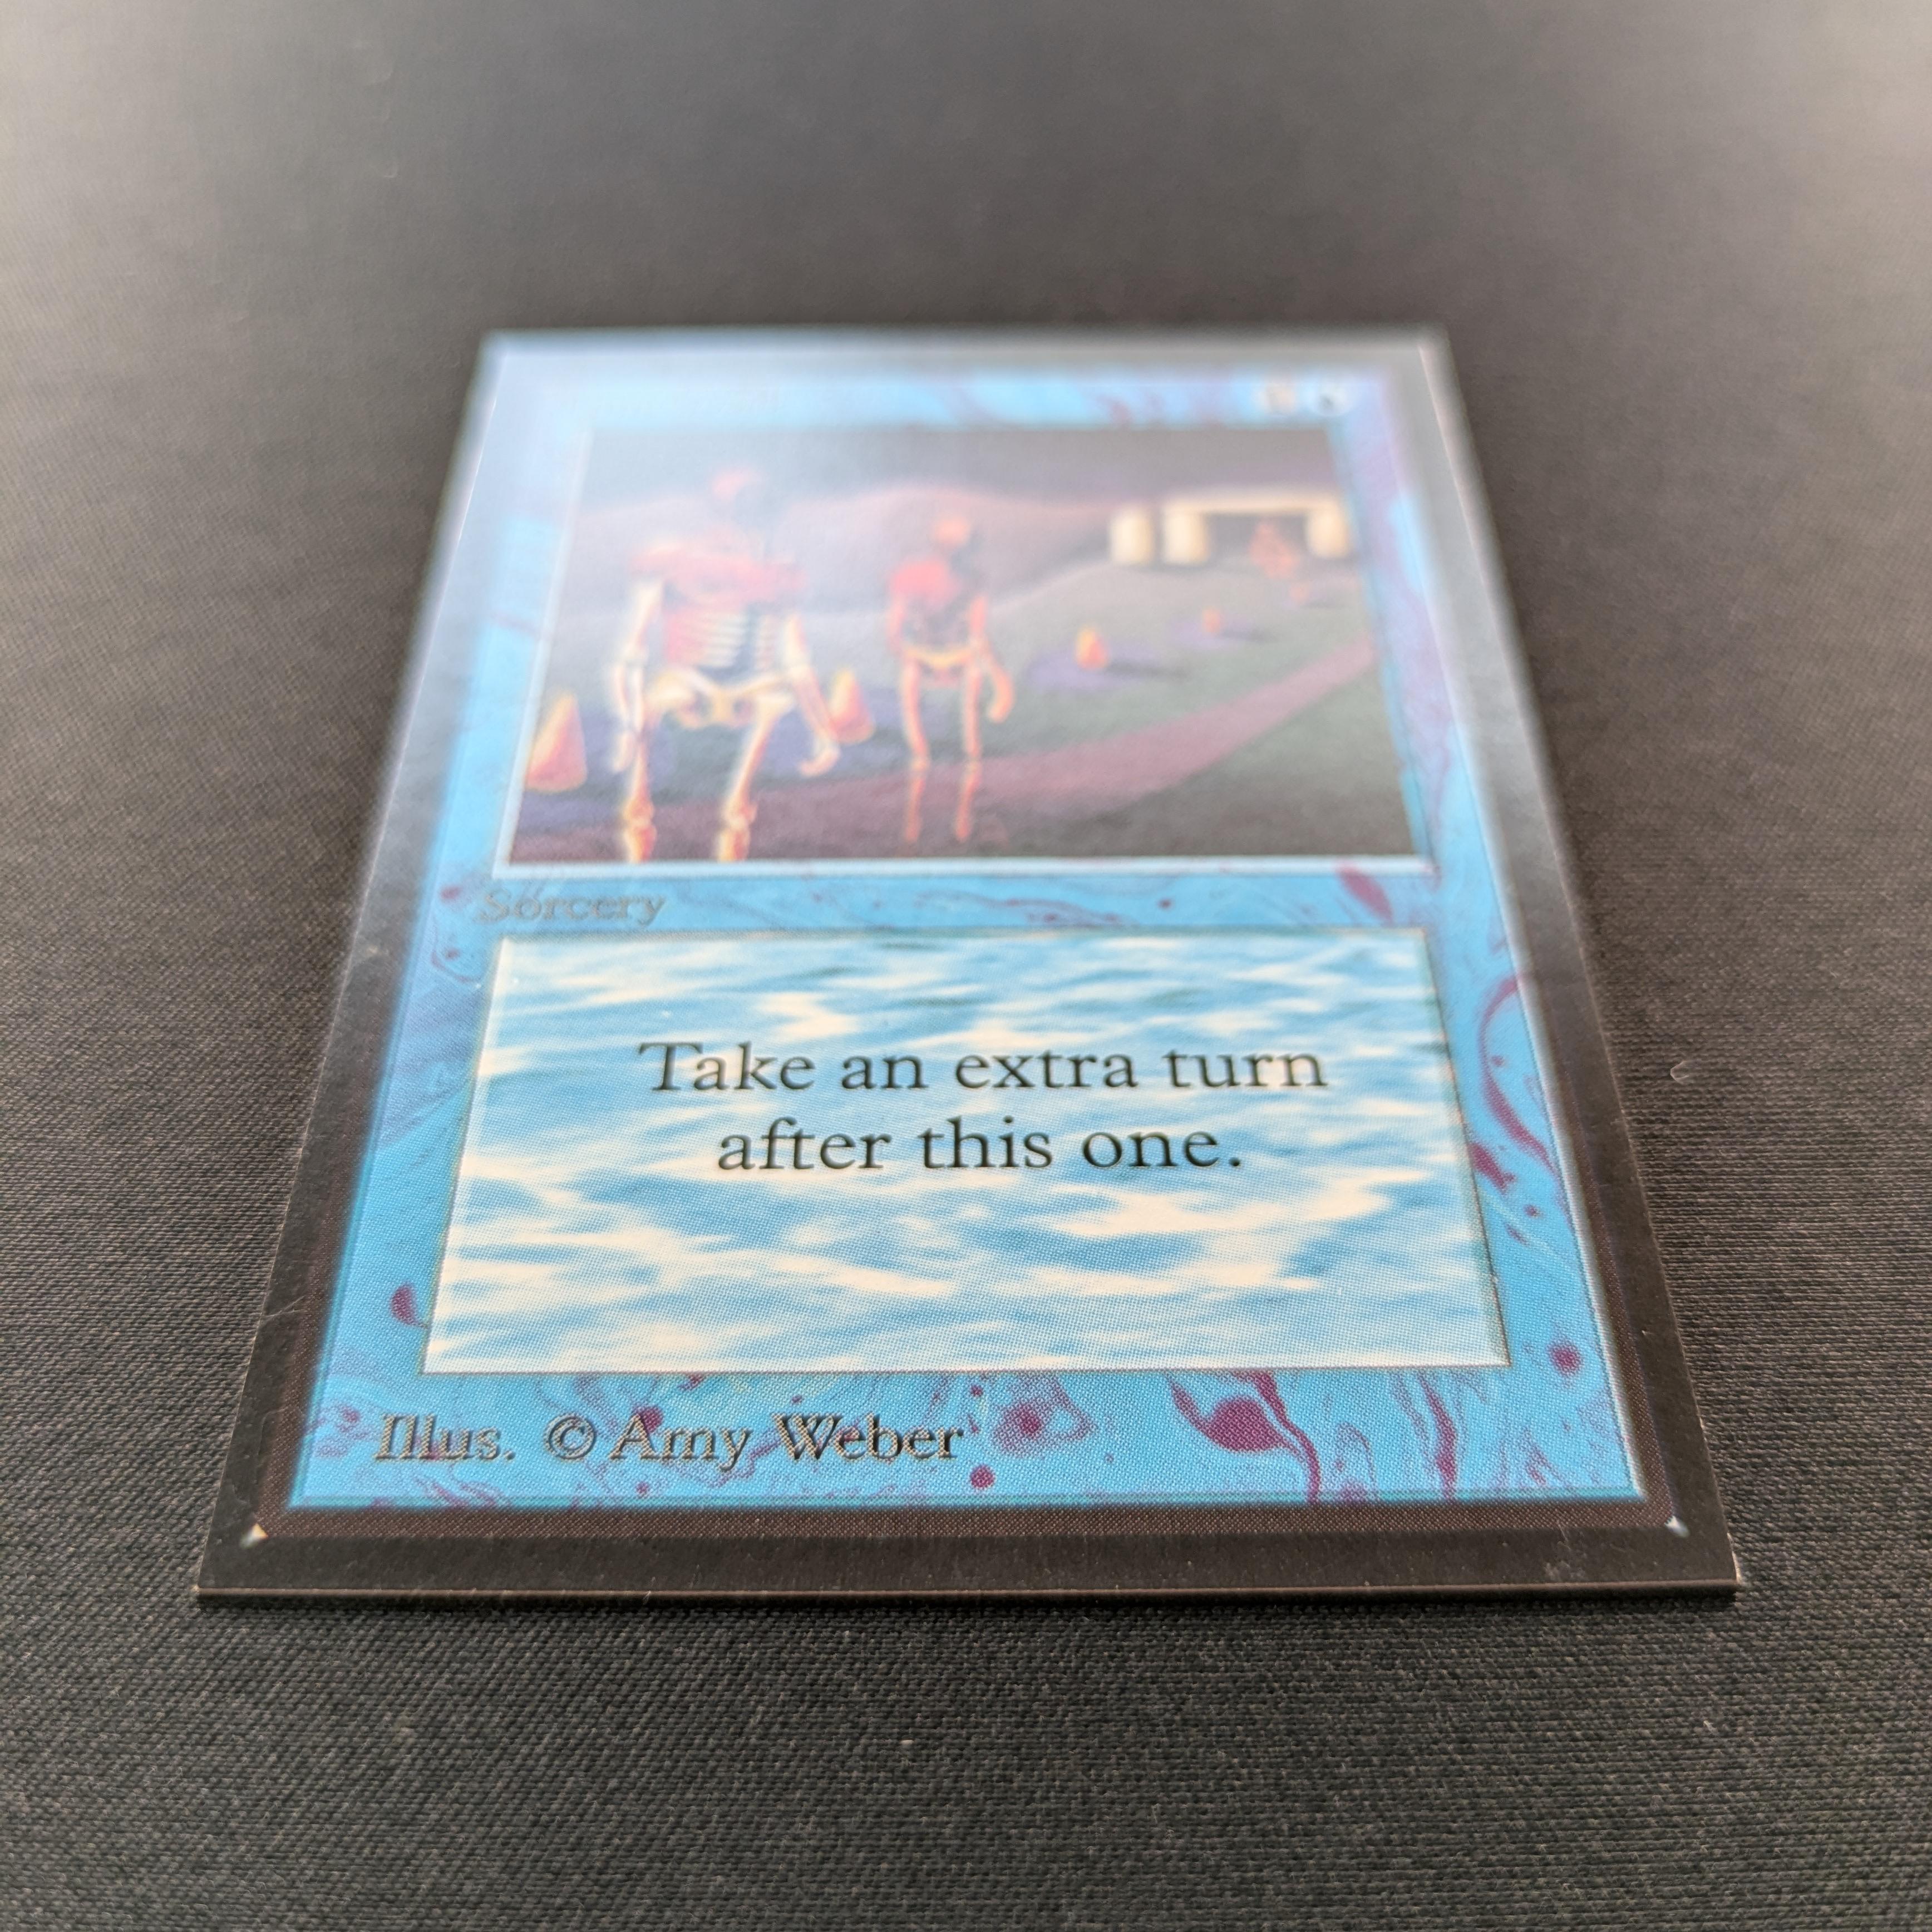 Sorcery
Take an extra turn
after this one.
Illus. © Amy Weber